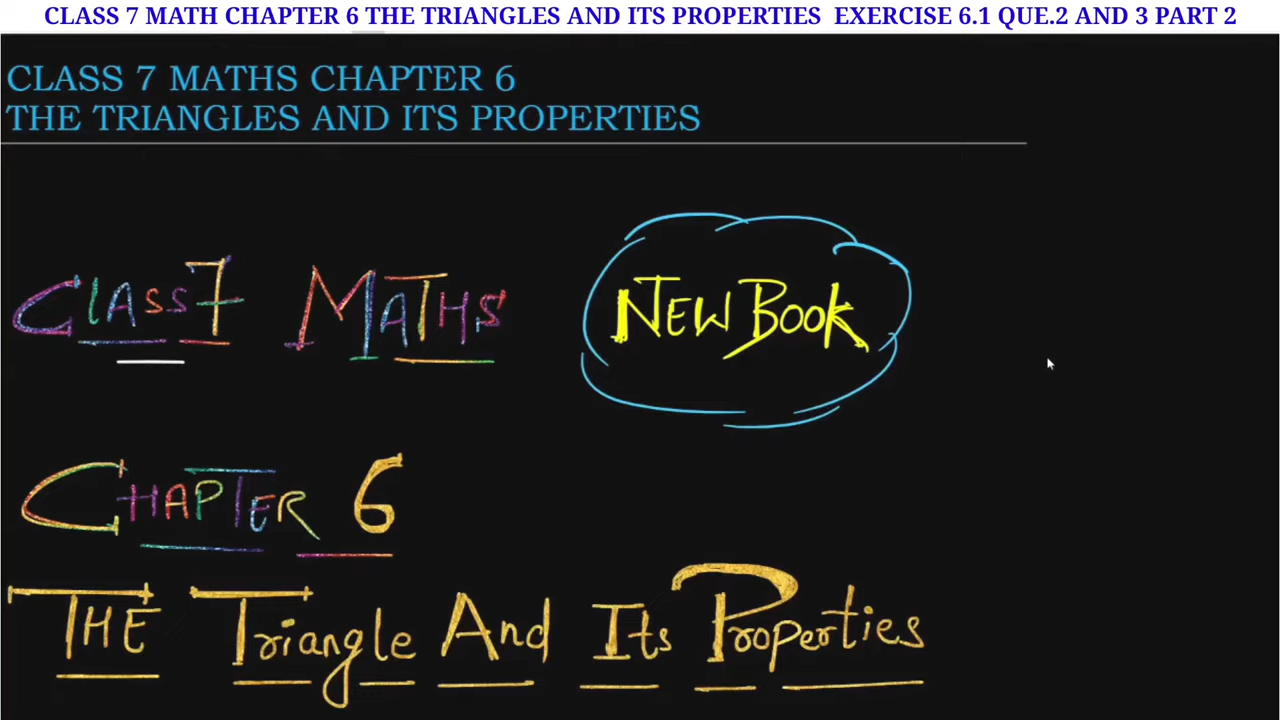 CLASS 7 MATH CHAPTER 6 THE TRIANGLES AND ITS PROPERTIES EXERCISE 6.1 QUE.2 AND 3 PART 2
CLASS 7 MATHS CHAPTER 6
THE TRIANGLES AND ITS PROPERTIES
CLASS 7 MATHS NEW BOOK
CHAPTER 6
THE Triangle And Its Properties